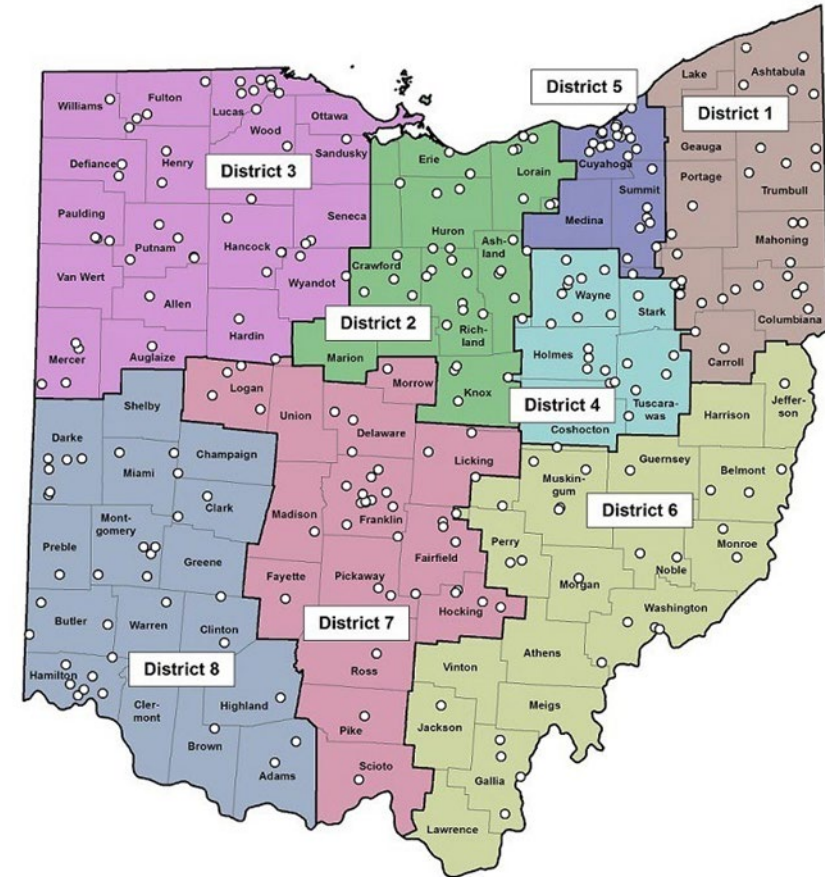 District 5
Lake
Ashtabula
District 1
Williams
Fulton
Lucas
Ottawa
Wood
Sandusky
Defiance
Henry
District 3
Erie
Lorain
Cuyahoga
Geauga
Portage
Trumbull
Summit
Medina
Paulding
Putnam
Hancock
Seneca
Huron
Ash-
land
Mahoning
Van Wert
Allen
Wyandot
Crawford
Wayne
Stark
Columbiana
Mercer
Auglaize
Hardin
District 2
Marion
Rich-
land
Holmes
Carroll
Logan
Morrow
Knox
District 4
Tuscara-
was
Coshocton
Harrison
Jeffer-
son
Shelby
Union
Delaware
Darke
Champaign
Licking
Guernsey
Belmont
Miami
Clark
Muskin-
gum
District 6
Mont-
gomery
Madison
Franklin
Preble
Greene
Fairfield
Perry
Monroe
Noble
Fayette
Pickaway
Morgan
Hocking
Washington
Butler
Warren
Clinton
District 7
Athens
Hamilton
District 8
Ross
Vinton
Cler-
mont
Highland
Meigs
Brown
Pike
Jackson
Adams
Scioto
Gallia
Lawrence